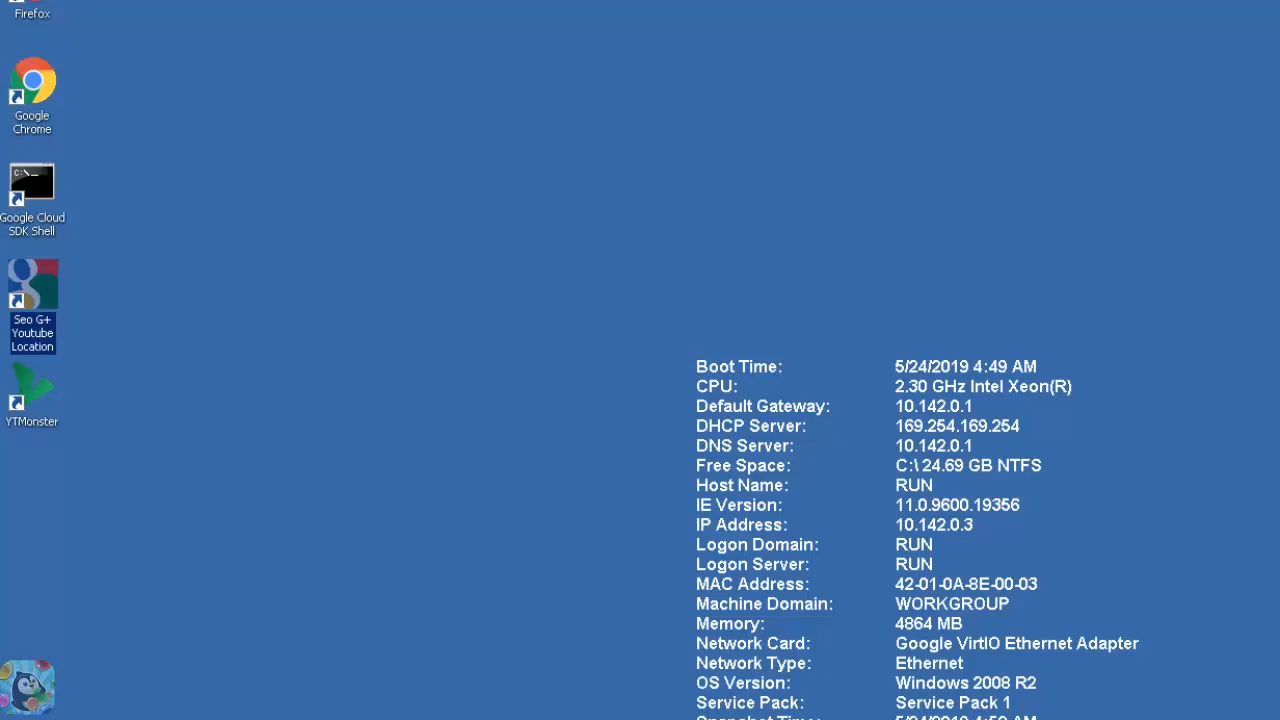 Firefox
Google
Chrome
C:\_
Google Cloud
SDK Shell
Seo G+
Youtube
Location
YTMonster
Boot Time: 5/24/2019 4:49 AM
CPU: 2.30 GHz Intel Xeon(R)
Default Gateway: 10.142.0.1
DHCP Server: 169.254.169.254
DNS Server: 10.142.0.1
Free Space: C:\ 24.69 GB NTFS
Host Name: RUN
IE Version: 11.0.9600.19356
IP Address: 10.142.0.3
Logon Domain: RUN
Logon Server: RUN
MAC Address: 42-01-0A-8E-00-03
Machine Domain: WORKGROUP
Memory: 4864 MB
Network Card: Google VirtIO Ethernet Adapter
Network Type: Ethernet
OS Version: Windows 2008 R2
Service Pack: Service Pack 1
Snapshot Time: